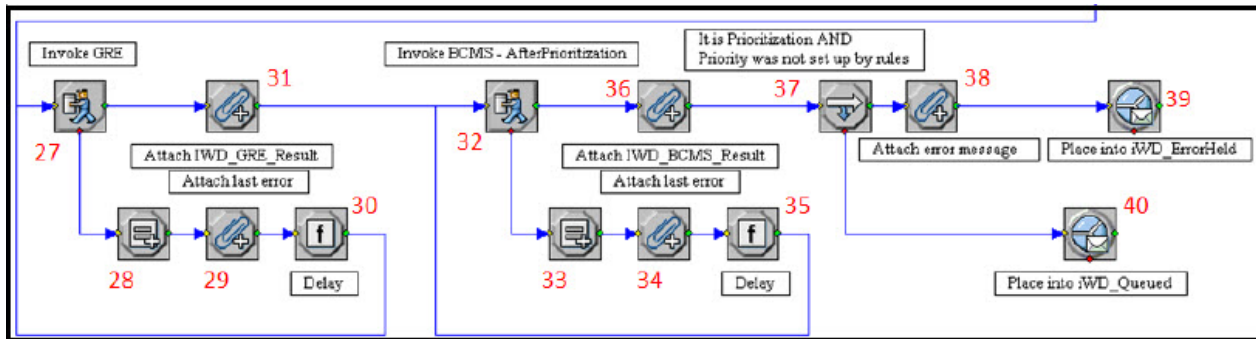 Invoke GRE
Invoke BCMS - AfterPriontization
It is Prioritization AND
Priority was not set up by rules
31
36
37
38
39
27
32
Attach IWD_GRE_Result
Attach IWD_BCMS_Result
Attach error message
Place into iWD_ErrorHeld
Attach last error
Attach last error
30
35
40
f
f
28
29
Delay
33
34
Delay
Place into iWD_Queued